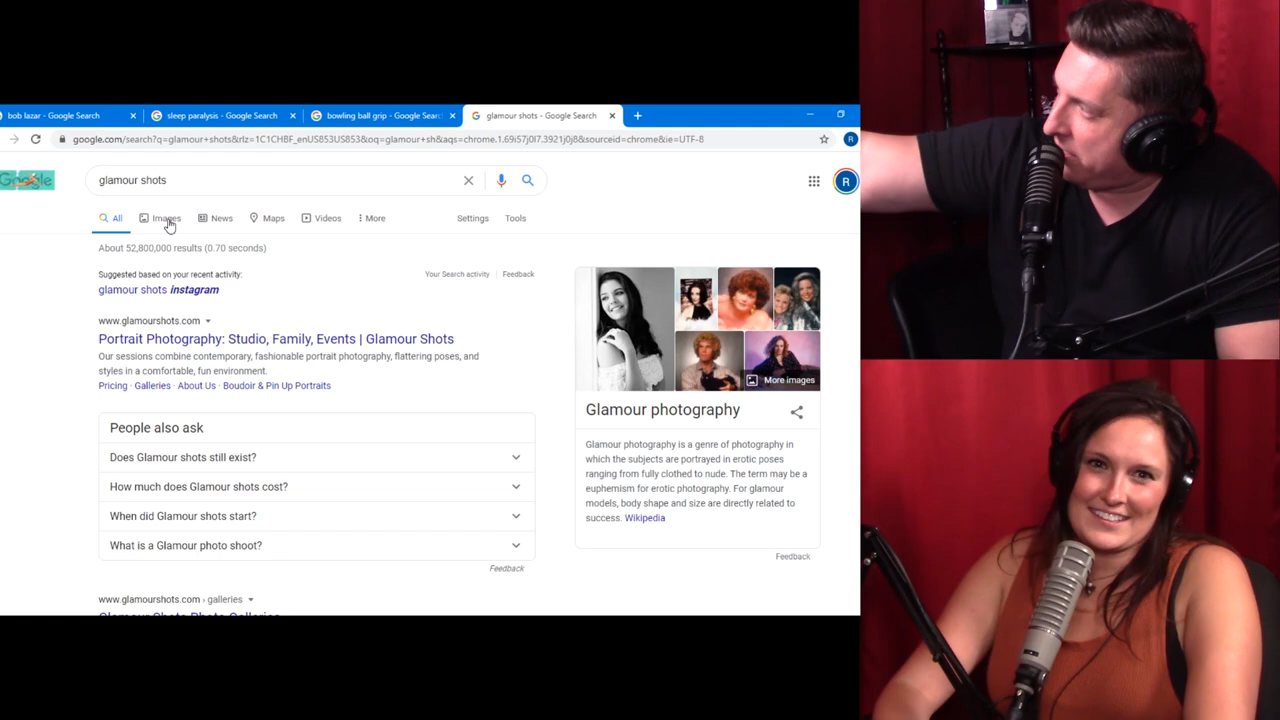 bob lazar - Google Search
sleep paralysis - Google Search
bowling ball grip - Google Search
glamour shots - Google Search
google.com/search?q=glamour+shots&rlz=1C1CHBF_enUS853US853&oq=glamour+sh&aqs=chrome.1.69i57j0l7.3921j0j8&sourceid=chrome&ie=UTF-8
R
Google
glamour shots
R
All Images News Maps Videos More Settings Tools
About 52,800,000 results (0.70 seconds)
Suggested based on your recent activity:
Your Search activity Feedback
glamour shots instagram
www.glamourshots.com
Portrait Photography: Studio, Family, Events | Glamour Shots
Our sessions combine contemporary, fashionable portrait photography, flattering poses, and
styles in a comfortable, fun environment.
Pricing · Galleries · About Us · Boudoir & Pin Up Portraits
People also ask
Does Glamour shots still exist?
How much does Glamour shots cost?
When did Glamour shots start?
What is a Glamour photo shoot?
Feedback
www.glamourshots.com › galleries
Glamour Shots Photo Galleries
More images
Glamour photography
Glamour photography is a genre of photography in
which the subjects are portrayed in erotic poses
ranging from fully clothed to nude. The term may be a
euphemism for erotic photography. For glamour
models, body shape and size are directly related to
success. Wikipedia
Feedback